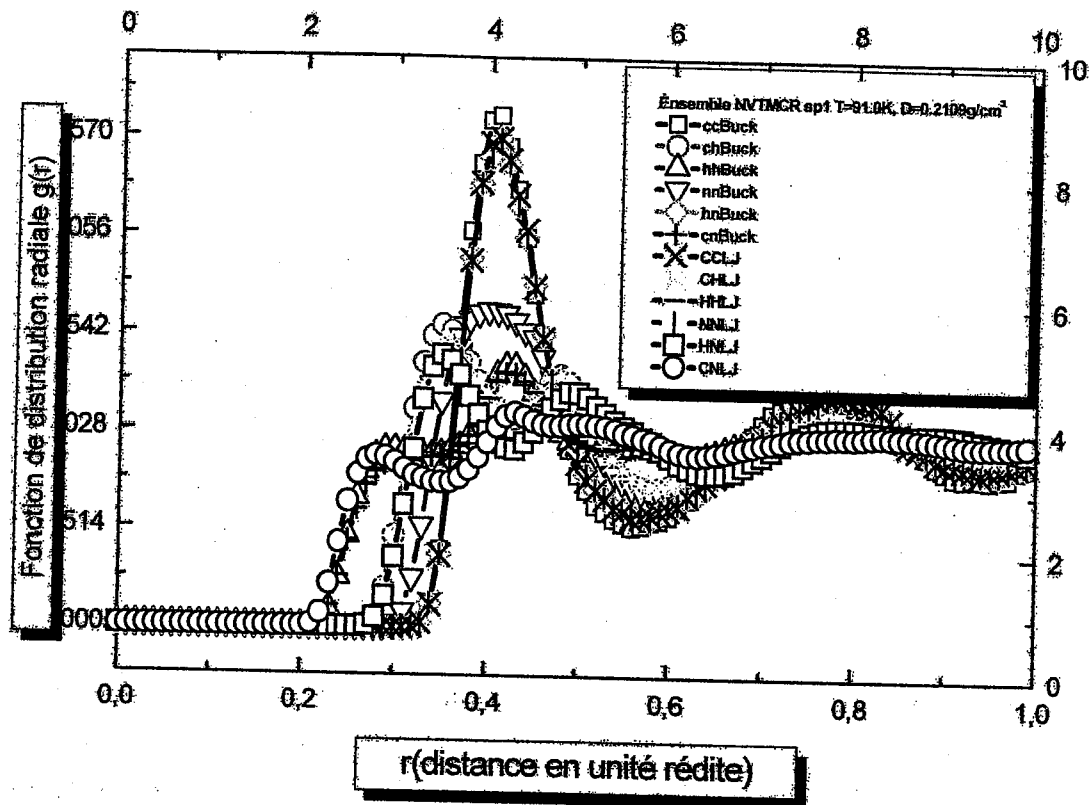 0 2 4 6 8 10
10
Ensemble NVTMCR sp1 T=91.0K, D=0.2109g/cm³
ccBuck
chBuck
hhBuck
nnBuck
hnBuck
cnBuck
CCLJ
CHLJ
HHLJ
NNLJ
HNLJ
CNLJ
570
8
056
6
542
028
4
514
2
000
0
Fonction de distribution radiale g(r)
0,0 0,2 0,4 0,6 0,8 1,0
r(distance en unité rédite)